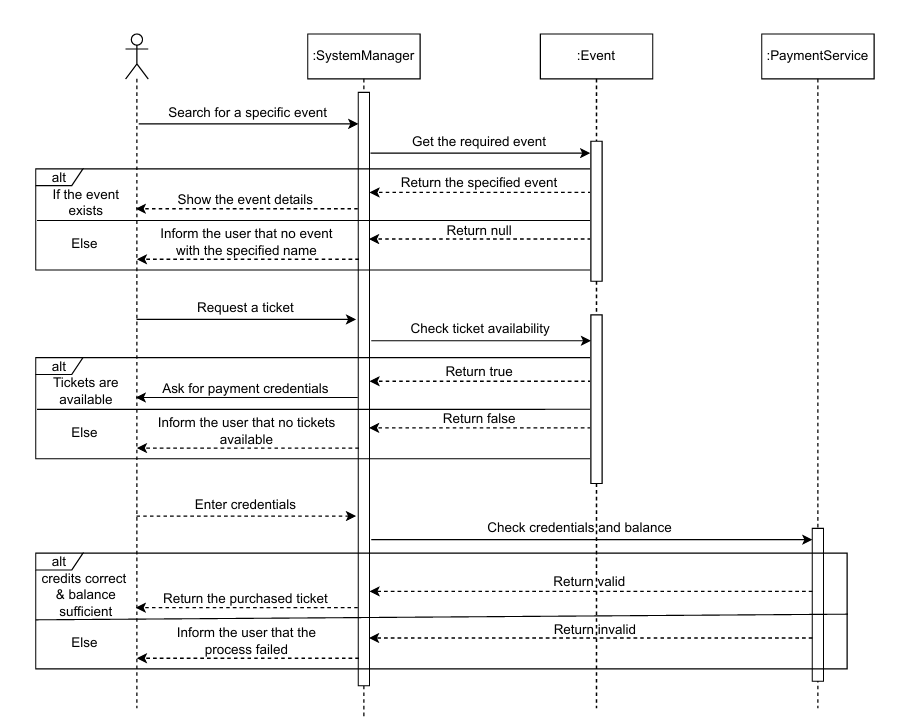 :SystemManager
:Event
:PaymentService
Search for a specific event
Get the required event
alt
If the event
exists
Return the specified event
Show the event details
Else
Return null
Inform the user that no event
with the specified name
Request a ticket
Check ticket availability
alt
Tickets are
available
Return true
Ask for payment credentials
Else
Return false
Inform the user that no tickets
available
Enter credentials
Check credentials and balance
alt
credits correct
& balance
sufficient
Return valid
Return the purchased ticket
Else
Return invalid
Inform the user that the
process failed